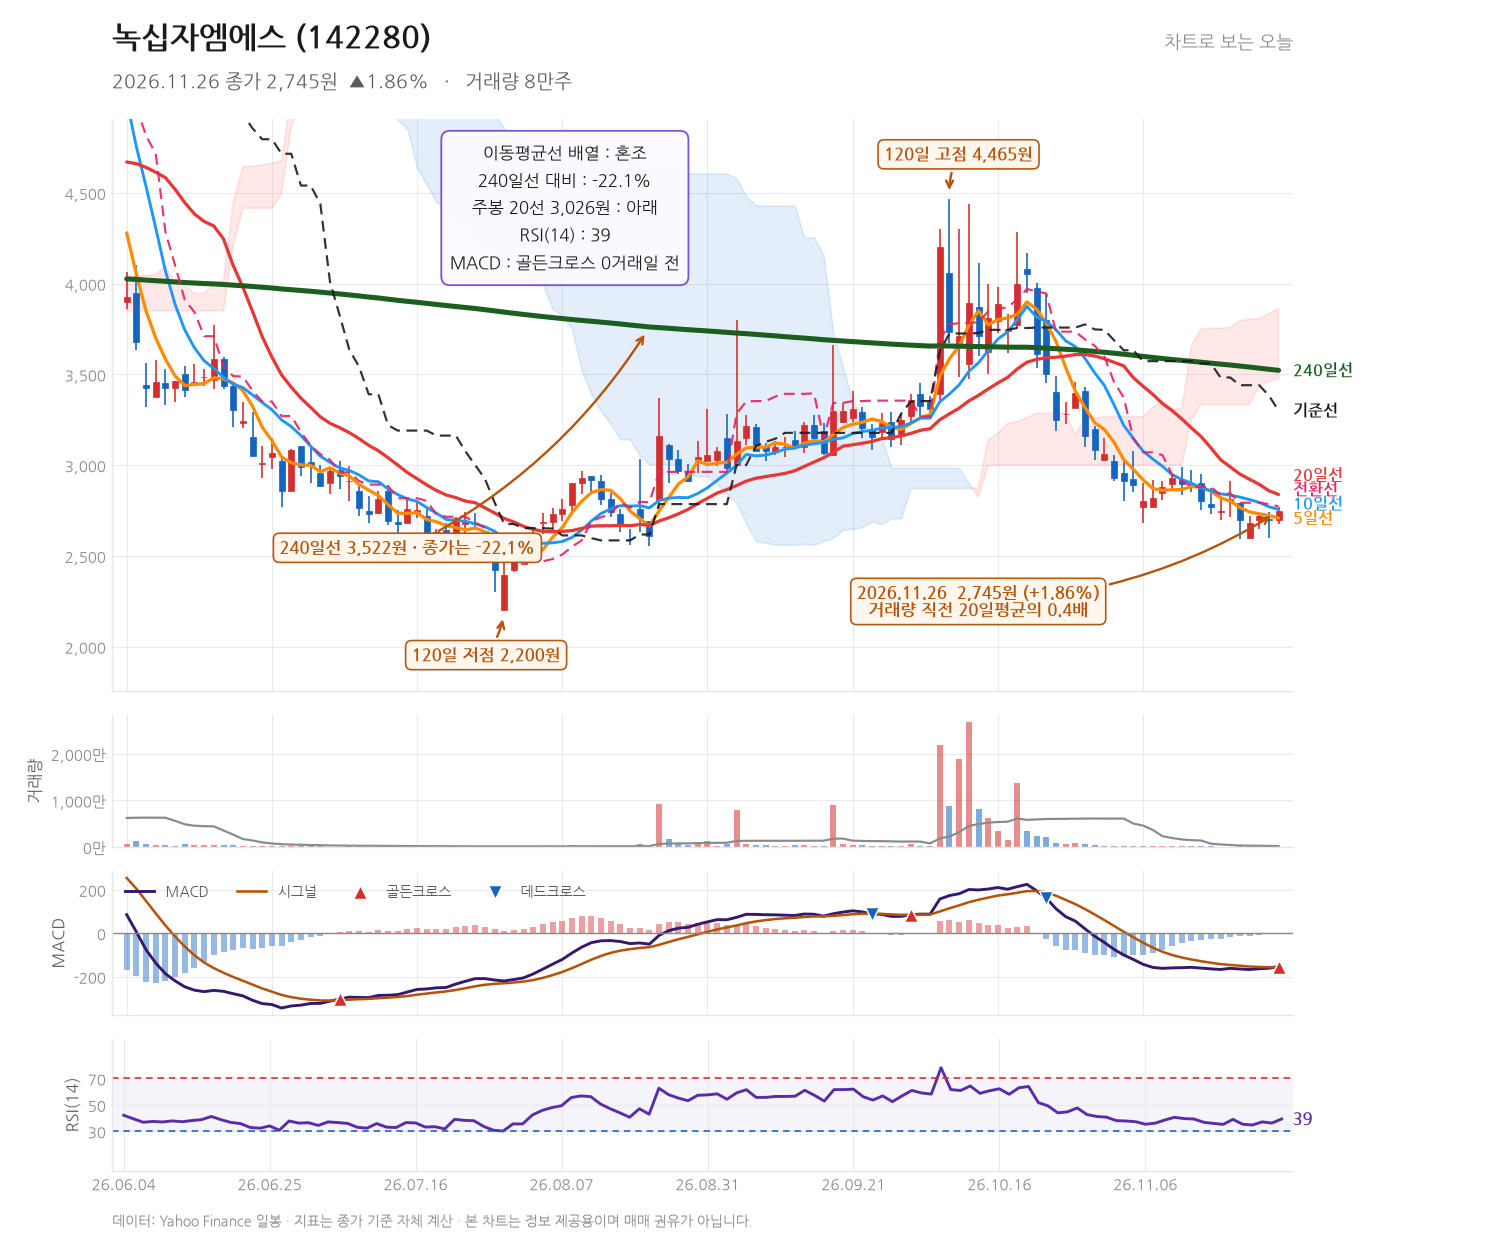 녹십자엠에스 (142280)
차트로 보는 오늘
2026.11.26 종가 2,745원 ▲1.86% · 거래량 8만주
이동평균선 배열 : 혼조
240일선 대비 : -22.1%
주봉 20선 3,026원 : 아래
RSI(14) : 39
MACD : 골든크로스 0거래일 전
120일 고점 4,465원
4,500
4,000
3,500
3,000
2,500
2,000
240일선
기준선
20일선
전환선
10일선
5일선
240일선 3,522원 · 종가는 -22.1%
2026.11.26 2,745원 (+1.86%)
거래량 직전 20일평균의 0.4배
120일 저점 2,200원
거래량
2,000만
1,000만
0만
MACD
200
0
-200
MACD 시그널 골든크로스 데드크로스
RSI(14)
70
50
30
39
26.06.04 26.06.25 26.07.16 26.08.07 26.08.31 26.09.21 26.10.16 26.11.06
데이터: Yahoo Finance 일봉 · 지표는 종가 기준 자체 계산 · 본 차트는 정보 제공용이며 매매 권유가 아닙니다.